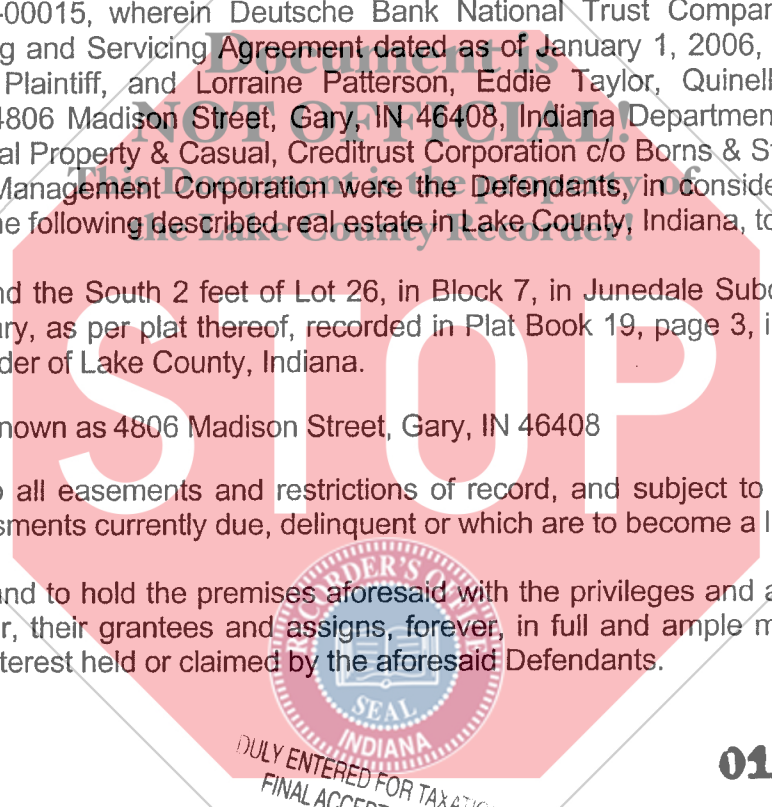 -00015, wherein Deutsche Bank National Trust Compar
g and Servicing Agreement dated as of January 1, 2006,
Document is
Plaintiff, and Lorraine Patterson, Eddie Taylor, Quinell
4806 Madison Street, Gary, IN 46408, Indiana Departmen
NOT OFFICIAL!
al Property & Casual, Creditrust Corporation c/o Borns & St
Management Corporation were the Defendants, in conside
This Document is the property of
he following described real estate in Lake County, Indiana, to
the Lake County Recorder!
nd the South 2 feet of Lot 26, in Block 7, in Junedale Subd
ary, as per plat thereof, recorded in Plat Book 19, page 3, i
der of Lake County, Indiana.
STOP
nown as 4806 Madison Street, Gary, IN 46408
o all easements and restrictions of record, and subject to
sments currently due, delinquent or which are to become a l
and to hold the premises aforesaid with the privileges and a
r, their grantees and assigns, forever, in full and ample m
nterest held or claimed by the aforesaid Defendants.
RECORDER'S OFFICE
SEAL
INDIANA
DULY ENTERED FOR TAXATION
FINAL ACCEPT
01